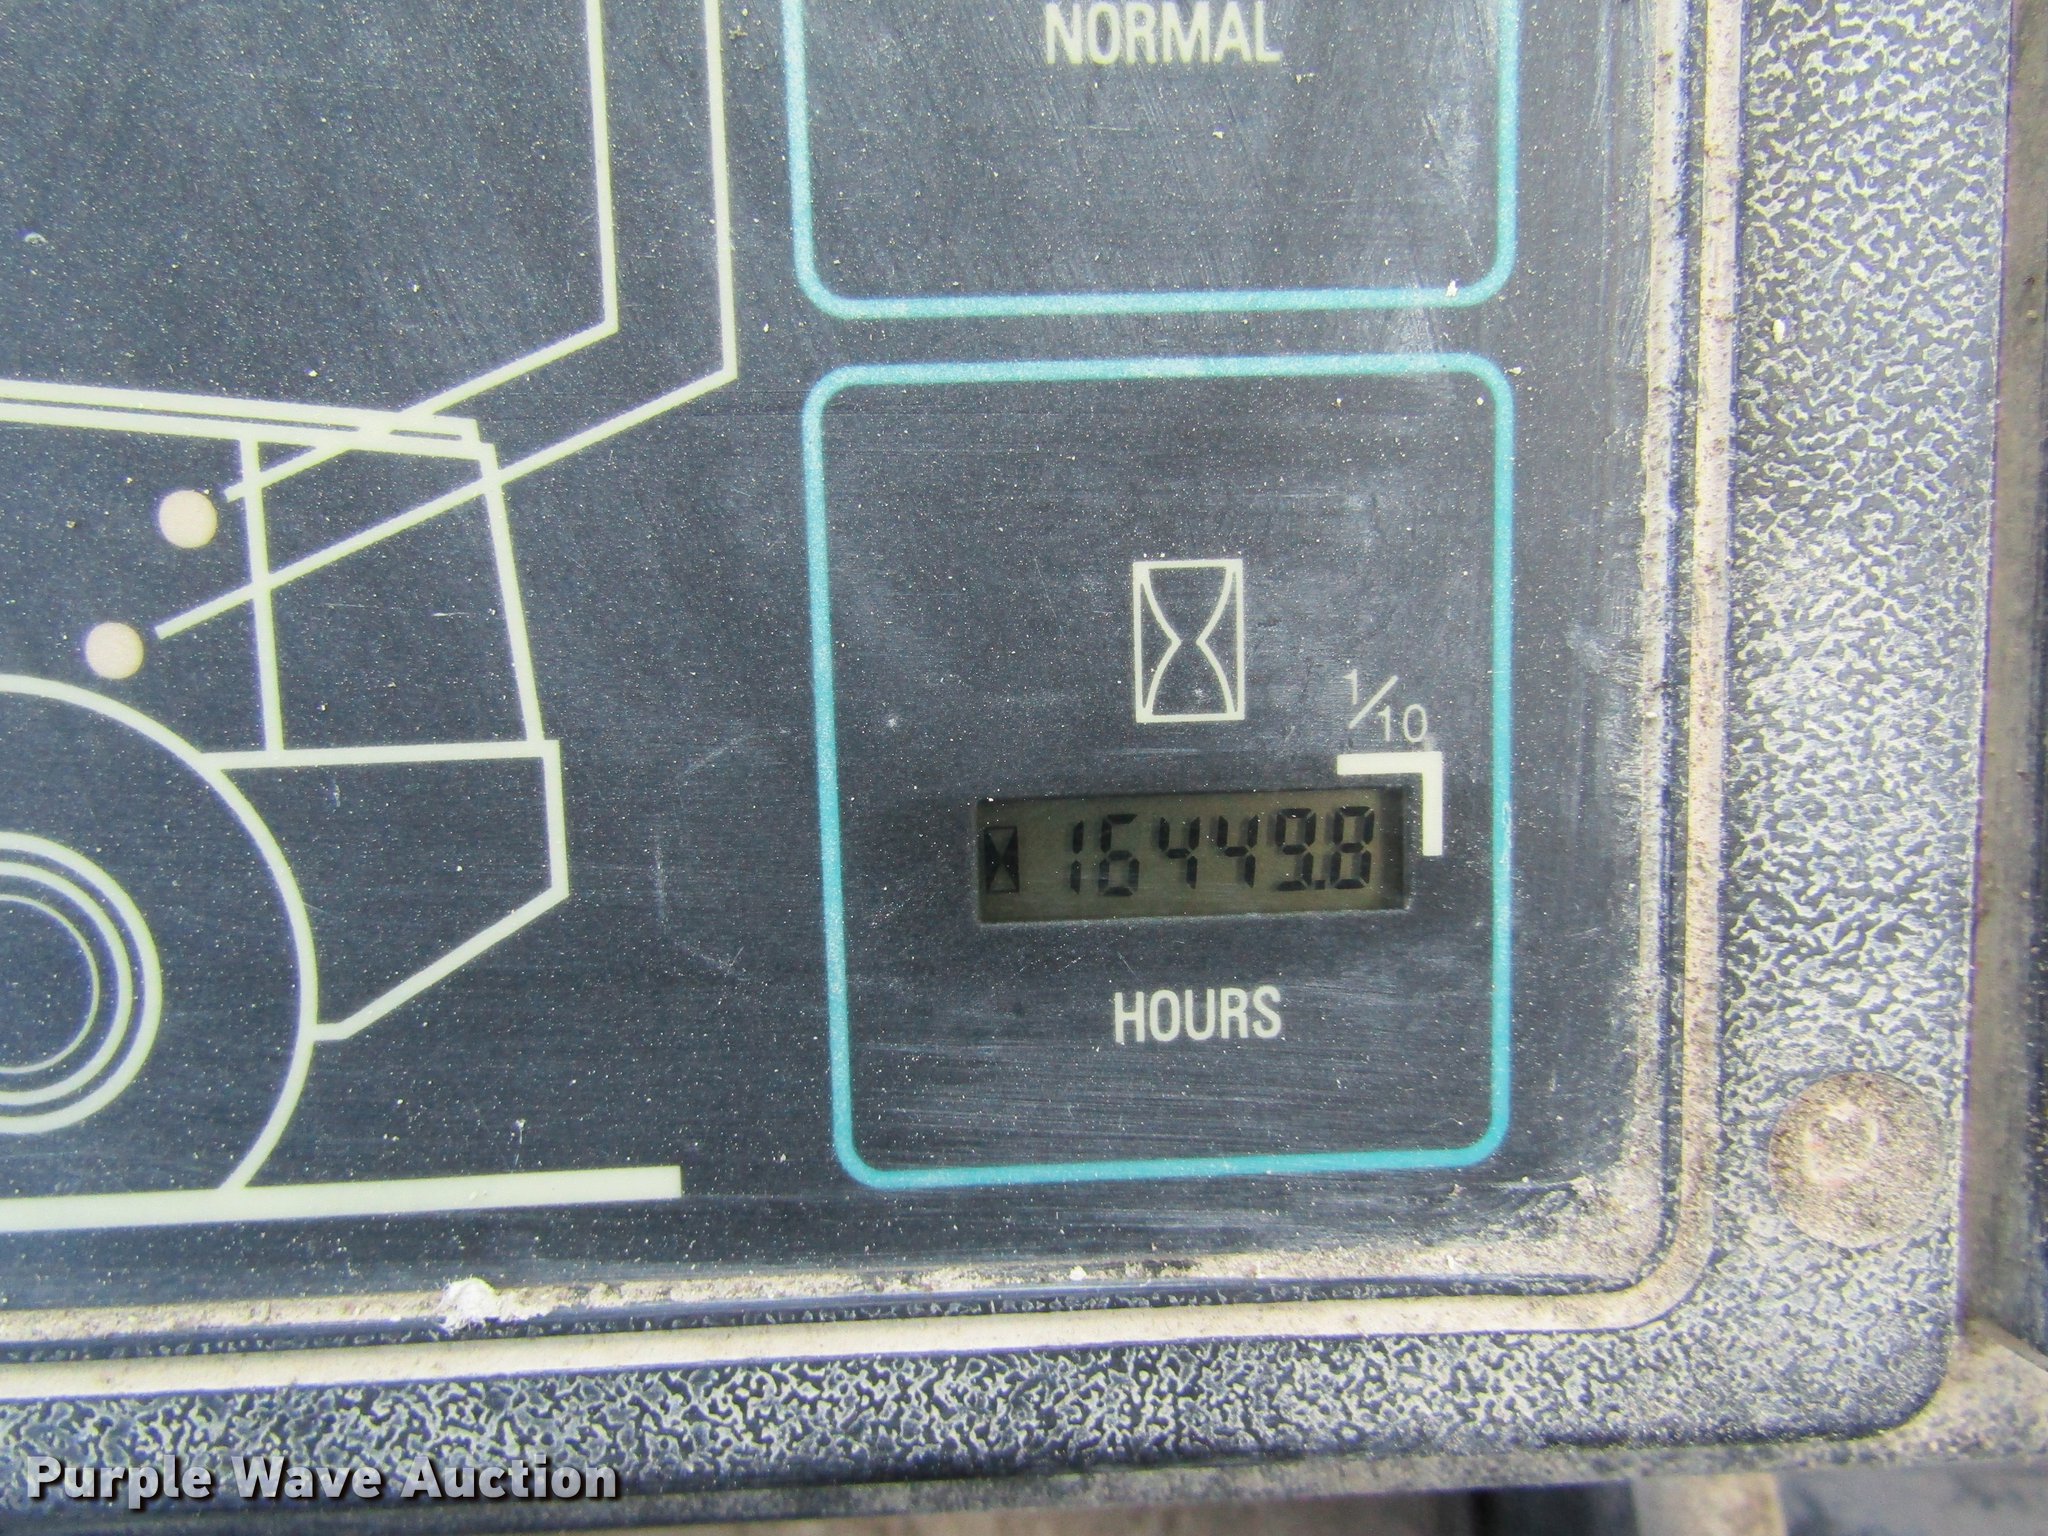 NORMAL
1/10
16449.8
HOURS
Purple Wave Auction